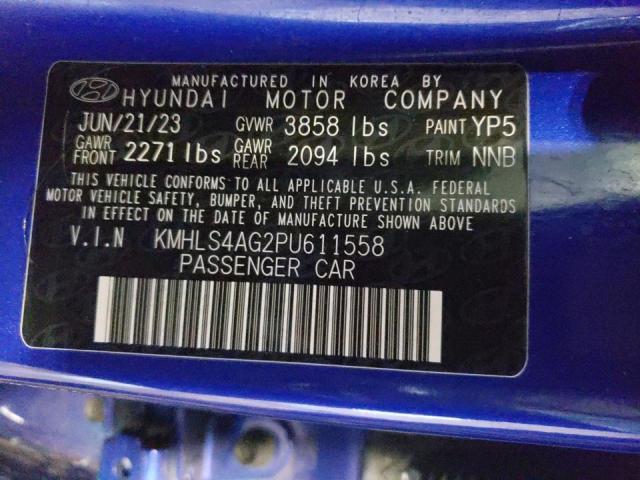 MANUFACTURED IN KOREA BY
HYUNDAI MOTOR COMPANY
JUN/21/23 GVWR 3858 lbs PAINT YP5
GAWR FRONT 2271 lbs GAWR REAR 2094 lbs TRIM NNB
THIS VEHICLE CONFORMS TO ALL APPLICABLE U.S.A. FEDERAL
MOTOR VEHICLE SAFETY, BUMPER, AND THEFT PREVENTION STANDARDS
IN EFFECT ON THE DATE OF MANUFACTURE SHOWN ABOVE
V.I.N KMHLS4AG2PU611558
PASSENGER CAR